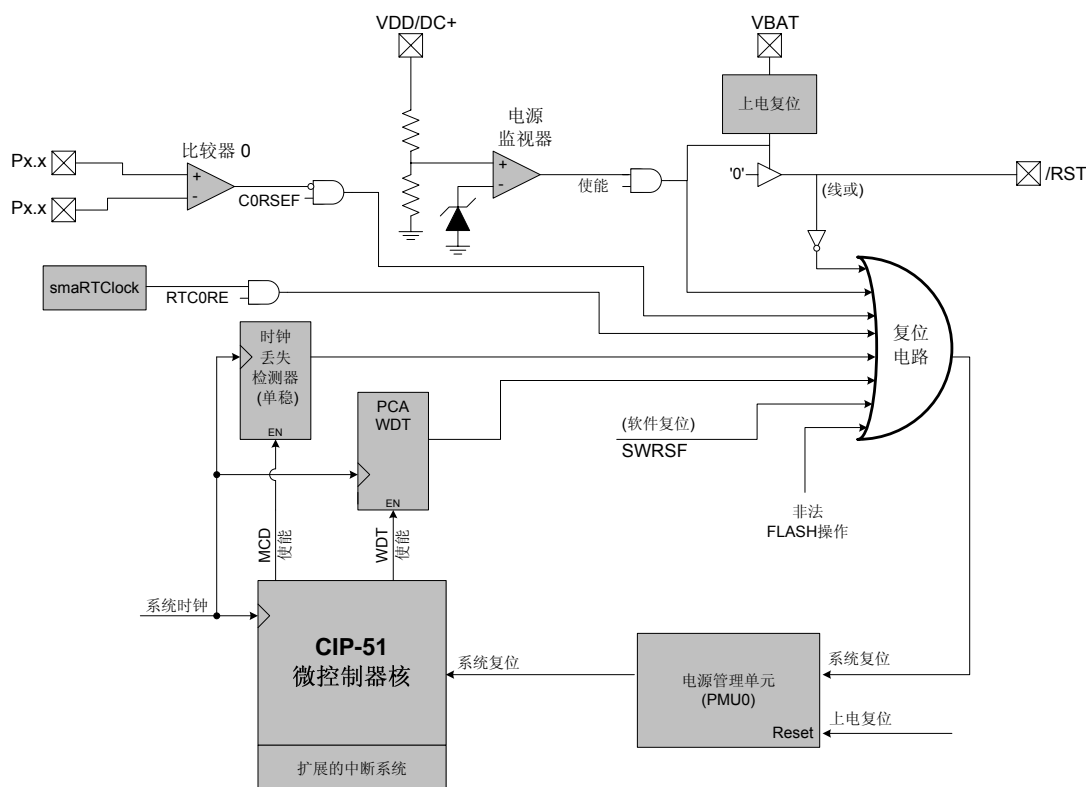 VDD/DC+
VBAT
上电复位
电源
监视器
比较器 0
Px.x
Px.x
+
-
+
-
C0RSEF
使能
'0'
(线或)
/RST
smaRTClock
RTC0RE
时钟
丢失
检测器
(单稳)
EN
PCA
WDT
EN
复位
电路
(软件复位)
SWRSF
非法
FLASH操作
MCD
使能
WDT
使能
系统时钟
CIP-51
微控制器核
扩展的中断系统
系统复位
电源管理单元
(PMU0)
Reset
系统复位
上电复位